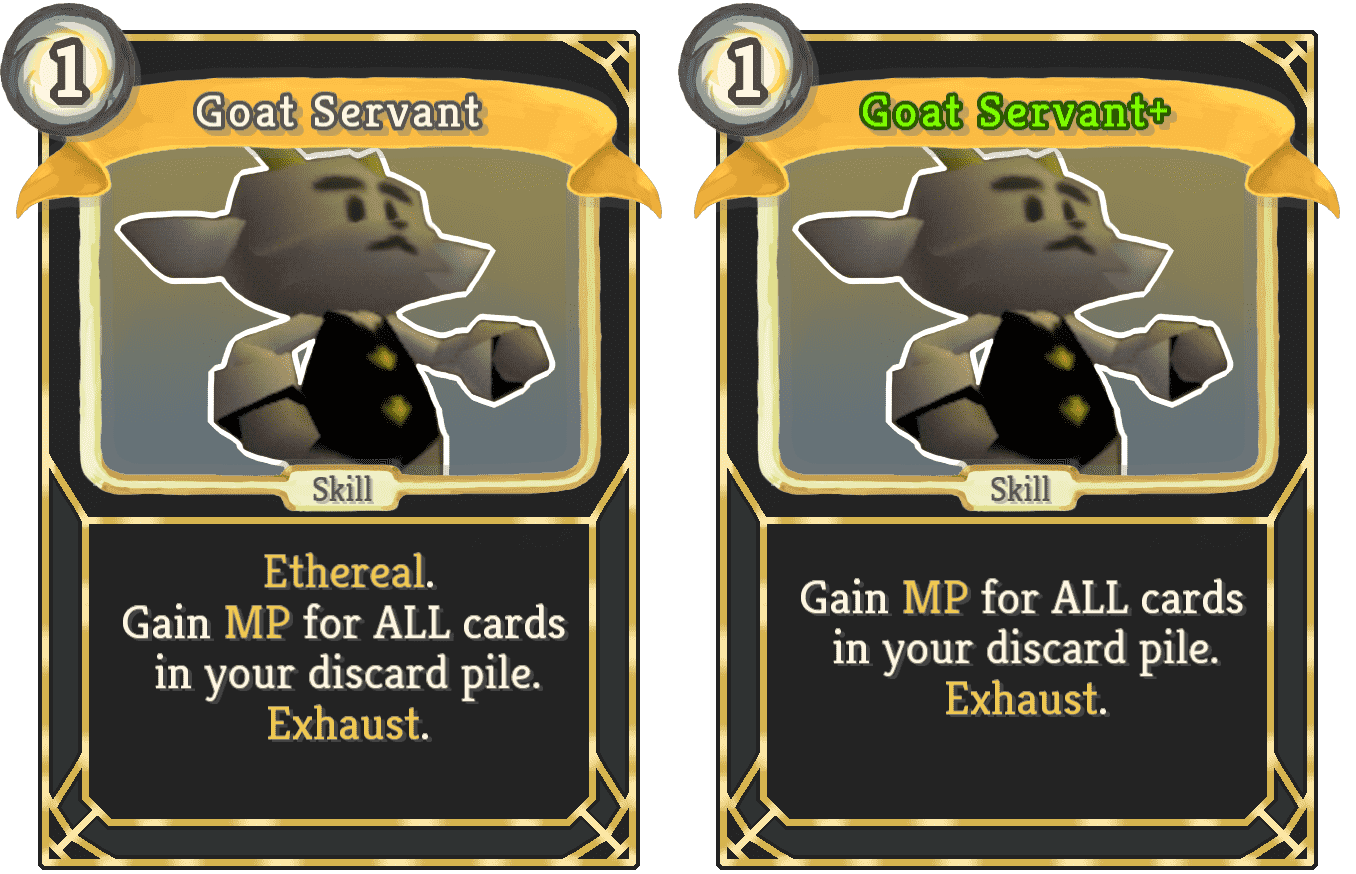 1
Goat Servant
Skill
Ethereal.
Gain MP for ALL cards
in your discard pile.
Exhaust.
1
Goat Servant+
Skill
Gain MP for ALL cards
in your discard pile.
Exhaust.